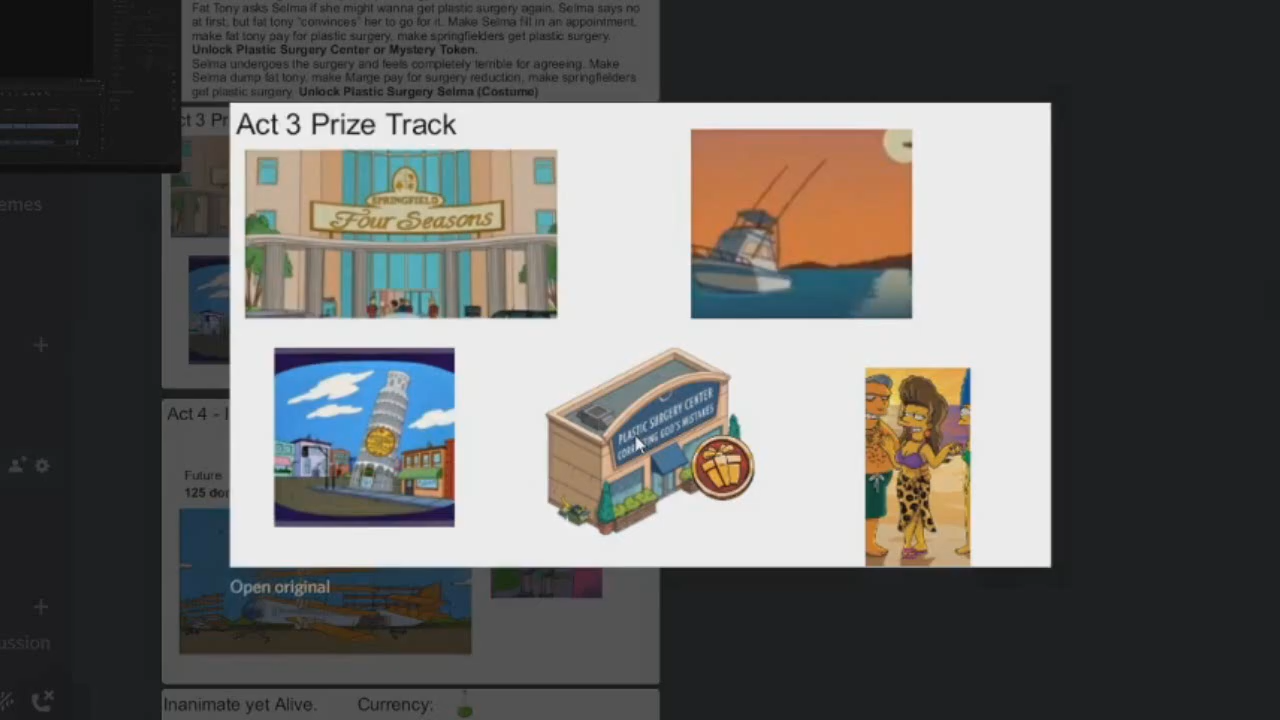 Fat Tony asks Selma if she might wanna get plastic surgery again. Selma says no
at first, but fat tony “convinces” her to go for it. Make Selma fill in an appointment,
make fat tony pay for plastic surgery, make springfielders get plastic surgery.
Unlock Plastic Surgery Center or Mystery Token.
Selma undergoes the surgery and feels completely terrible for agreeing. Make
Selma dump fat tony, make Marge pay for surgery reduction, make springfielders
get plastic surgery. Unlock Plastic Surgery Selma (Costume)
ct 3 Pr
Act 3 Prize Track
SPRINGFIELD
Four Seasons
emes
PLASTIC SURGERY CENTER
GOD'S MISTAKES
Act 4 -
Future
125 do
Open original
ussion
Inanimate yet Alive. Currency: